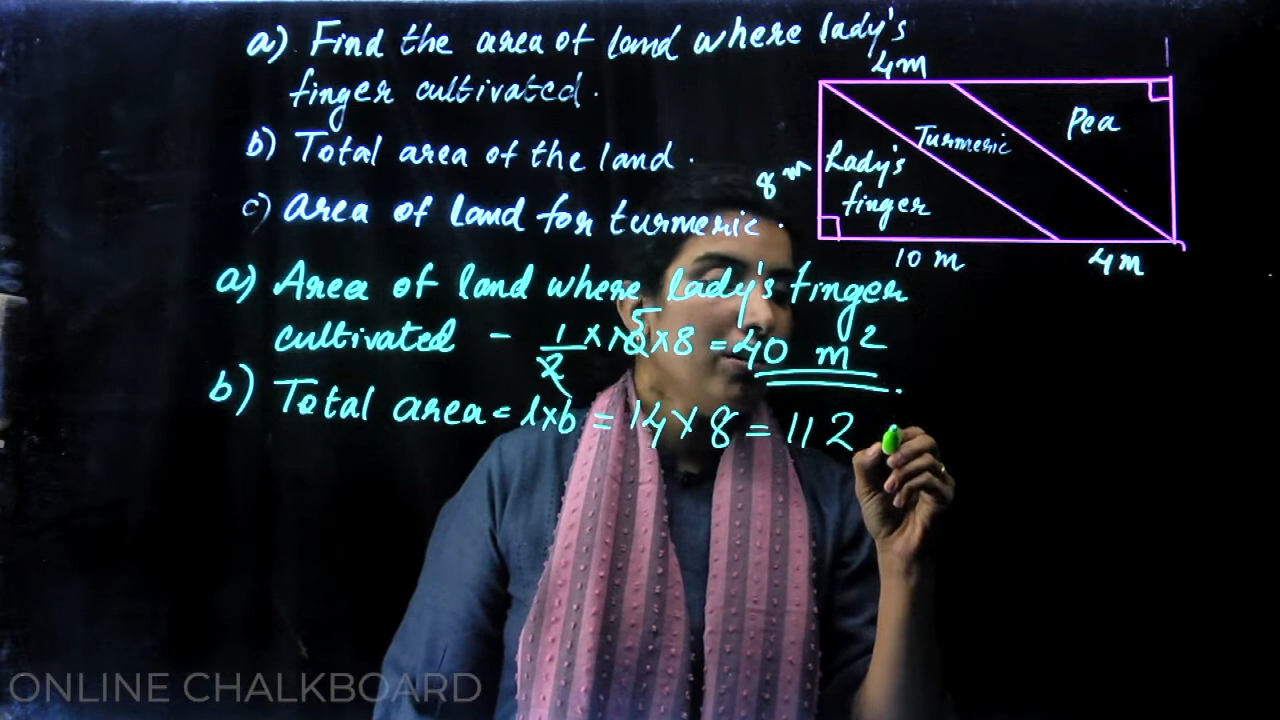 a) Find the area of land where lady's
finger cultivated.
b) Total area of the land.
c) area of land for turmeric.
4m
8 m
Lady's
finger
Turmeric
Pea
10 m
4m
a) Area of land where lady's finger
cultivated - 1/2 × 10 5 × 8 = 40 m²
b) Total area = l×b = 14 × 8 = 112
ONLINE CHALKBOARD